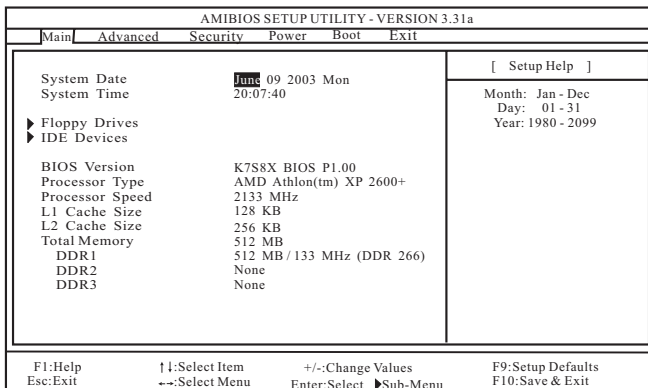 AMIBIOS SETUP UTILITY - VERSION 3.31a
Main Advanced Security Power Boot Exit
[ Setup Help ]
System Date June 09 2003 Mon
System Time 20:07:40
Month: Jan - Dec
Day: 01 - 31
Year: 1980 - 2099
Floppy Drives
IDE Devices
BIOS Version K7S8X BIOS P1.00
Processor Type AMD Athlon(tm) XP 2600+
Processor Speed 2133 MHz
L1 Cache Size 128 KB
L2 Cache Size 256 KB
Total Memory 512 MB
DDR1 512 MB / 133 MHz (DDR 266)
DDR2 None
DDR3 None
F1:Help ↑↓:Select Item +/-:Change Values F9:Setup Defaults
Esc:Exit ←→:Select Menu Enter:Select ▶Sub-Menu F10:Save & Exit